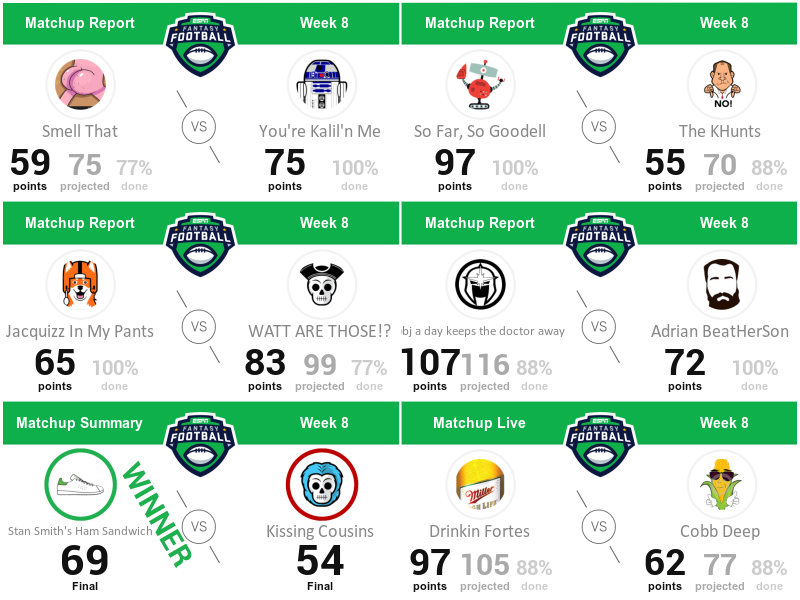 Matchup Report
ESPN
FANTASY
FOOTBALL
Week 8
Smell That
VS
You're Kalil'n Me
59 75 77%
points projected done
75 100%
points done
Matchup Report
ESPN
FANTASY
FOOTBALL
Week 8
NO!
So Far, So Goodell
VS
The KHunts
97 100%
points done
55 70 88%
points projected done
Matchup Report
ESPN
FANTASY
FOOTBALL
Week 8
Jacquizz In My Pants
VS
WATT ARE THOSE!?
65 100%
points done
83 99 77%
points projected done
Matchup Report
ESPN
FANTASY
FOOTBALL
Week 8
obj a day keeps the doctor away
VS
Adrian BeatHerSon
107 116 88%
points projected done
72 100%
points done
Matchup Summary
ESPN
FANTASY
FOOTBALL
Week 8
WINNER
Stan Smith's Ham Sandwich
VS
Kissing Cousins
69
Final
54
Final
Matchup Live
ESPN
FANTASY
FOOTBALL
Week 8
Miller
Drinkin Fortes
VS
Cobb Deep
97 105 88%
points projected done
62 77 88%
points projected done